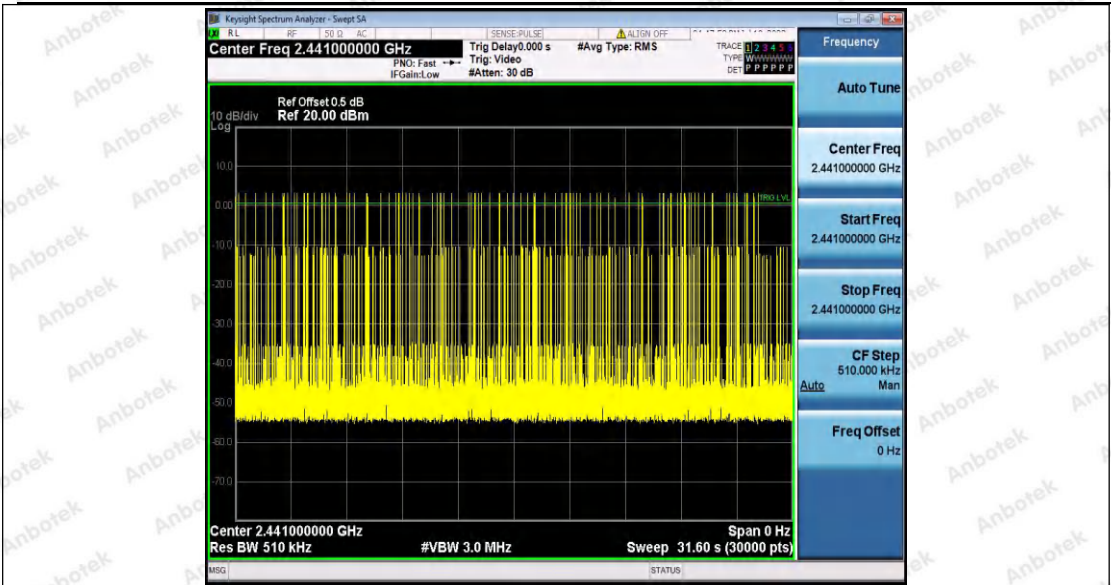 Keysight Spectrum Analyzer - Swept SA
RL RF 50 Ω AC SENSE:PULSE ALIGN OFF
Center Freq 2.441000000 GHz
PNO: Fast
IFGain:Low
Trig Delay0.000 s
Trig: Video
#Atten: 30 dB
#Avg Type: RMS
TRACE 1 2 3 4 5 6
TYPE WWWWWW
DET P P P P P P
Frequency
Ref Offset 0.5 dB
10 dB/div Ref 20.00 dBm
Log
10.0
0.00
-10.0
-20.0
-30.0
-40.0
-50.0
-60.0
-70.0
TRIG LVL
Center 2.441000000 GHz
Span 0 Hz
Res BW 510 kHz
#VBW 3.0 MHz
Sweep 31.60 s (30000 pts)
MSG
STATUS
Auto Tune
Center Freq
2.441000000 GHz
Start Freq
2.441000000 GHz
Stop Freq
2.441000000 GHz
CF Step
510.000 kHz
Auto Man
Freq Offset
0 Hz
Anbotek